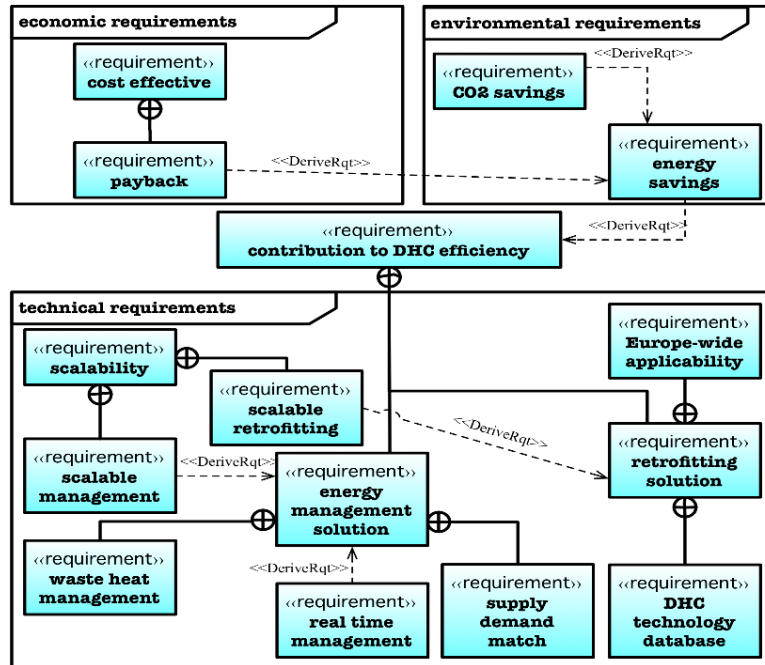 economic requirements
‹‹requirement››
cost effective
‹‹requirement››
payback
<<DeriveRqt>>
environmental requirements
‹‹requirement››
CO2 savings
<<DeriveRqt>>
‹‹requirement››
energy
savings
<<DeriveRqt>>
‹‹requirement››
contribution to DHC efficiency
technical requirements
‹‹requirement››
scalability
‹‹requirement››
scalable
retrofitting
‹‹requirement››
Europe-wide
applicability
<<DeriveRqt>>
‹‹requirement››
scalable
management
<<DeriveRqt>>
‹‹requirement››
energy
management
solution
‹‹requirement››
retrofitting
solution
‹‹requirement››
waste heat
management
<<DeriveRqt>>
‹‹requirement››
real time
management
‹‹requirement››
supply
demand
match
‹‹requirement››
DHC
technology
database